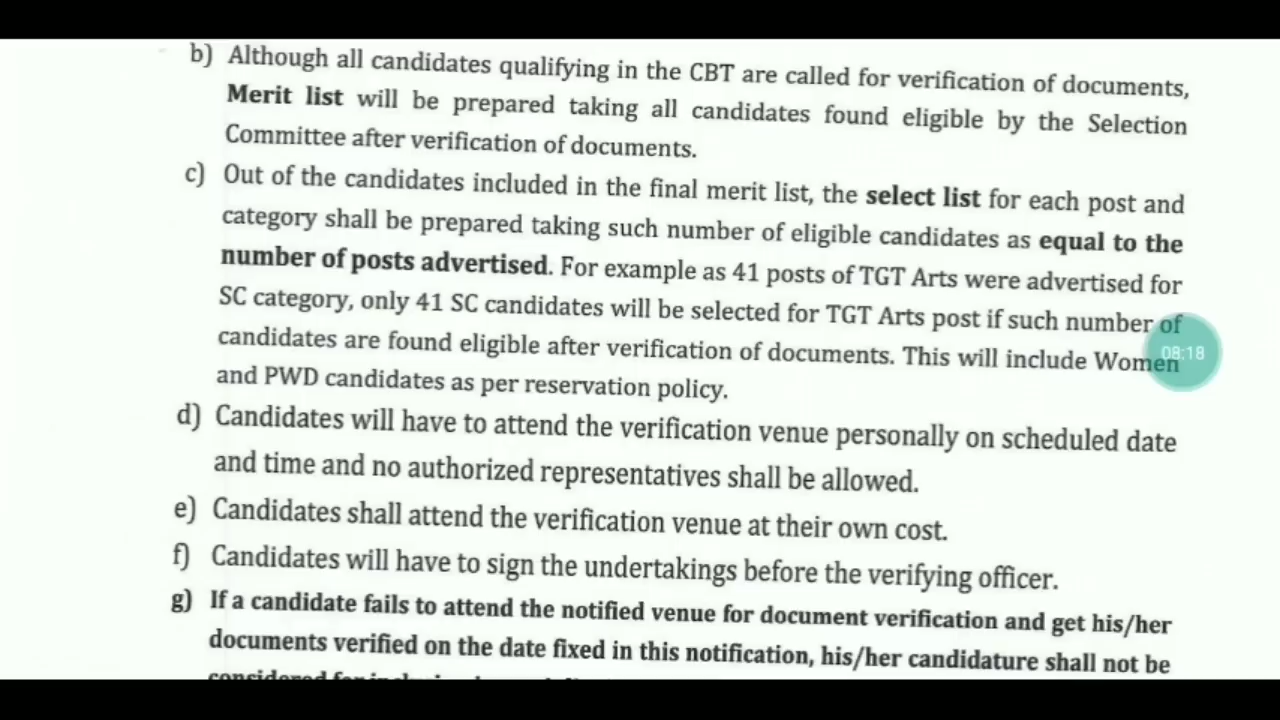 b) Although all candidates qualifying in the CBT are called for verification of documents,
Merit list will be prepared taking all candidates found eligible by the Selection
Committee after verification of documents.
c) Out of the candidates included in the final merit list, the select list for each post and
category shall be prepared taking such number of eligible candidates as equal to the
number of posts advertised. For example as 41 posts of TGT Arts were advertised for
SC category, only 41 SC candidates will be selected for TGT Arts post if such number of
candidates are found eligible after verification of documents. This will include Women
and PWD candidates as per reservation policy.
08:18
d) Candidates will have to attend the verification venue personally on scheduled date
and time and no authorized representatives shall be allowed.
e) Candidates shall attend the verification venue at their own cost.
f) Candidates will have to sign the undertakings before the verifying officer.
g) If a candidate fails to attend the notified venue for document verification and get his/her
documents verified on the date fixed in this notification, his/her candidature shall not be
considered for